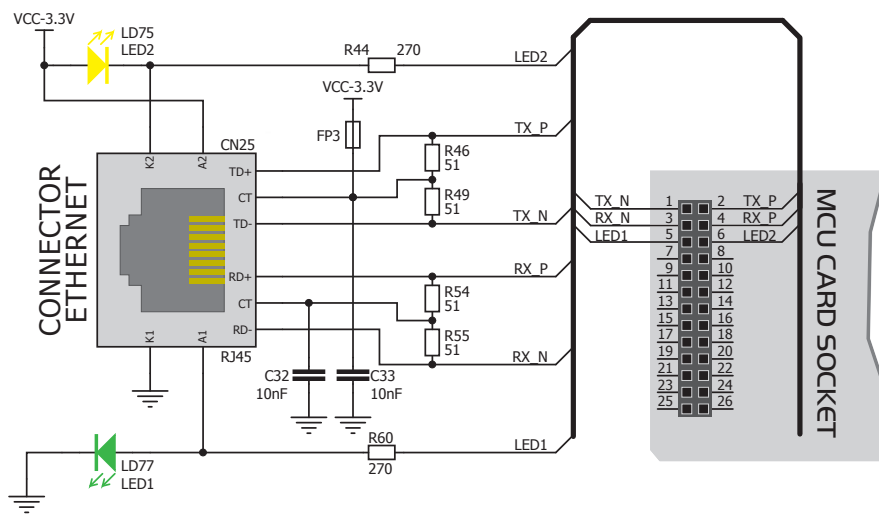 VCC-3.3V
LD75
LED2
R44 270
LED2
VCC-3.3V
FP3
CN25
K2
A2
TD+
CT
TD-
RD+
CT
RD-
K1
A1
RJ45
CONNECTOR
ETHERNET
R46
51
R49
51
TX_P
TX_N
R54
51
R55
51
RX_P
RX_N
C32
10nF
C33
10nF
R60
270
LED1
LD77
LED1
TX_N 1 2 TX_P
RX_N 3 4 RX_P
LED1 5 6 LED2
7 8
9 10
11 12
13 14
15 16
17 18
19 20
21 22
23 24
25 26
MCU CARD SOCKET